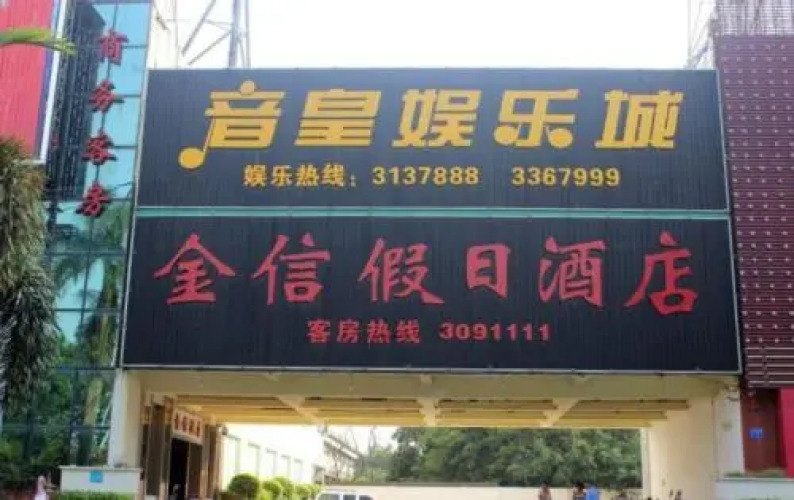 商务客房
音皇娱乐城
娱乐热线：3137888 3367999
金信假日酒店
客房热线 3091111